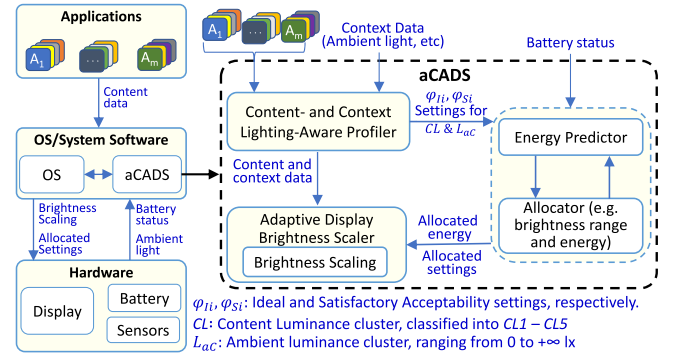 Applications
A1 ... Am
Content
data
OS/System Software
OS
aCADS
Brightness
Scaling
Allocated
Settings
Battery
status
Ambient
light
Hardware
Display
Battery
Sensors
A1 ... Am
Context Data
(Ambient light, etc)
Battery status
aCADS
Content- and Context
Lighting-Aware Profiler
φIi, φSi
Settings for
CL & LaC
Energy Predictor
Content and
context data
Adaptive Display
Brightness Scaler
Brightness Scaling
Allocated
energy
Allocated
settings
Allocator (e.g.
brightness range
and energy)
φIi, φSi: Ideal and Satisfactory Acceptability settings, respectively.
CL: Content Luminance cluster, classified into CL1 – CL5
LaC: Ambient luminance cluster, ranging from 0 to +∞ lx